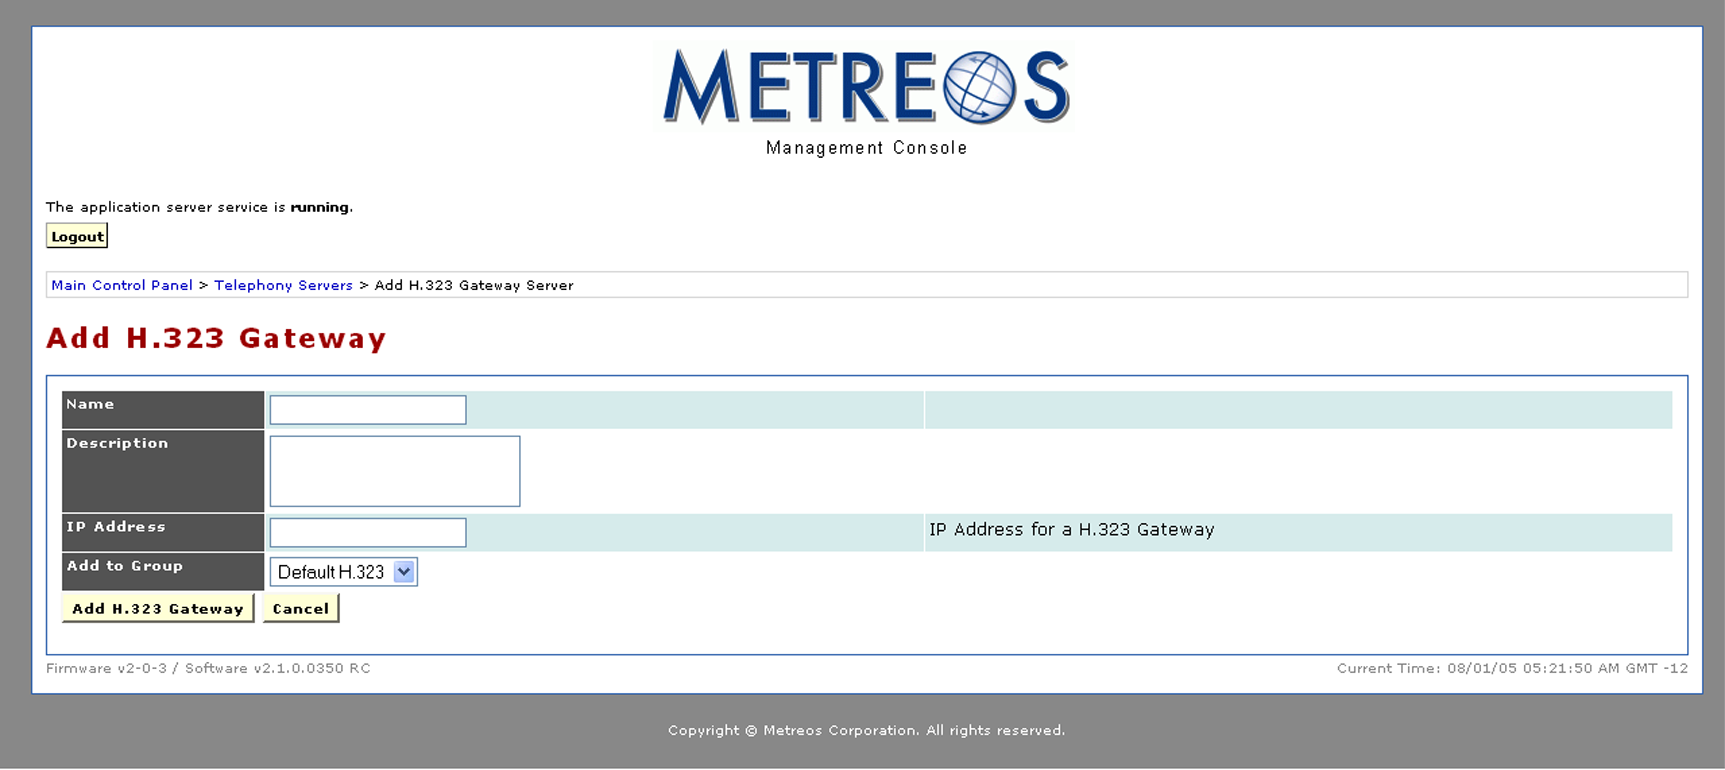 METREOS
Management Console
The application server service is running.
Logout
Main Control Panel > Telephony Servers > Add H.323 Gateway Server
Add H.323 Gateway
Name
Description
IP Address IP Address for a H.323 Gateway
Add to Group Default H.323
Add H.323 Gateway Cancel
Firmware v2-0-3 / Software v2.1.0.0350 RC Current Time: 08/01/05 05:21:50 AM GMT -12
Copyright © Metreos Corporation. All rights reserved.